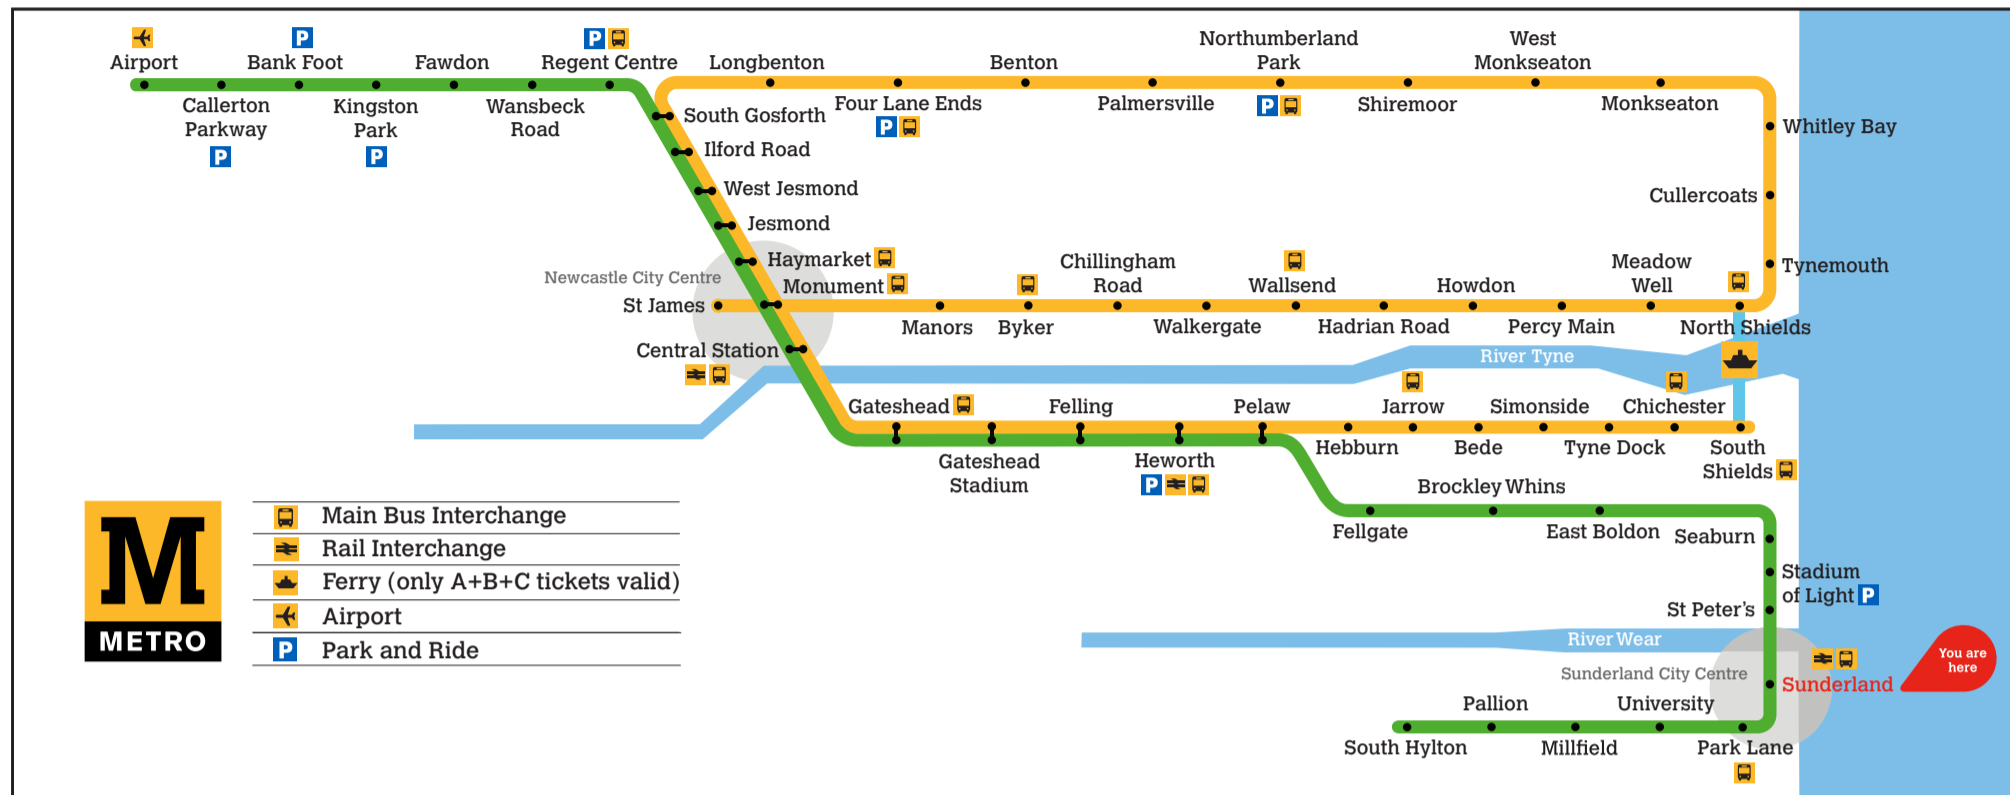 Airport
Callerton
Parkway
P
P
Bank Foot
Kingston
Park
P
Fawdon
Wansbeck
Road
P
Regent Centre
Longbenton
Four Lane Ends
P
Benton
Palmersville
Northumberland
Park
P
Shiremoor
West
Monkseaton
Monkseaton
Whitley Bay
Cullercoats
Tynemouth
South Gosforth
Ilford Road
West Jesmond
Jesmond
Haymarket
Newcastle City Centre
Monument
St James
Manors
Byker
Chillingham
Road
Walkergate
Wallsend
Hadrian Road
Howdon
Percy Main
Meadow
Well
North Shields
Central Station
River Tyne
Gateshead
Gateshead
Stadium
Felling
Heworth
P
Pelaw
Hebburn
Jarrow
Bede
Simonside
Tyne Dock
Chichester
South
Shields
Fellgate
Brockley Whins
East Boldon
Seaburn
Stadium
of Light P
St Peter's
River Wear
Sunderland City Centre
Sunderland
You are
here
Park Lane
University
Millfield
Pallion
South Hylton
M
METRO
Main Bus Interchange
Rail Interchange
Ferry (only A+B+C tickets valid)
Airport
P Park and Ride